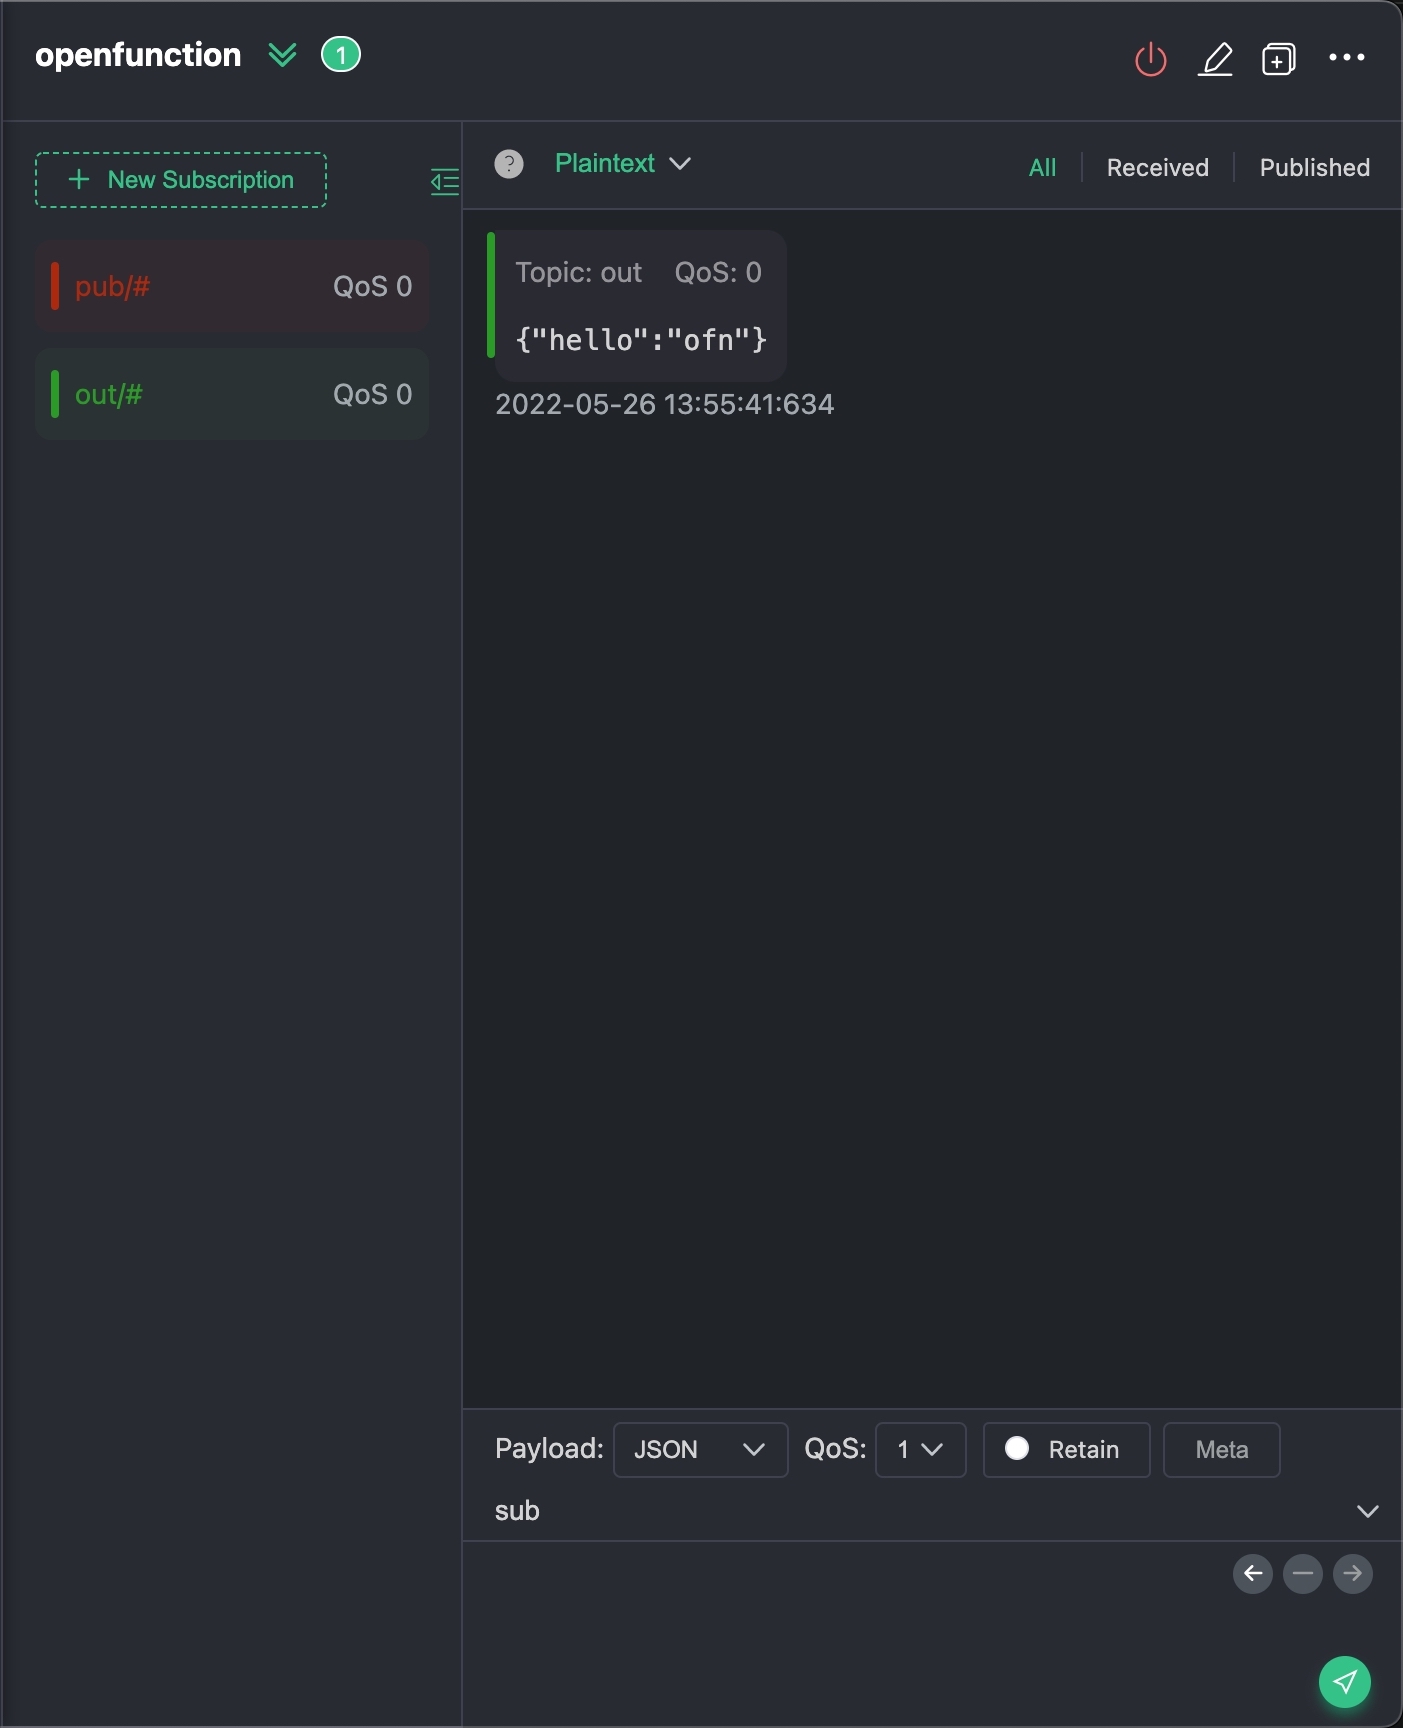 openfunction 1
+ New Subscription
pub/# QoS 0
out/# QoS 0
? Plaintext
All Received Published
Topic: out QoS: 0
{"hello":"ofn"}
2022-05-26 13:55:41:634
Payload: JSON QoS: 1 Retain Meta
sub